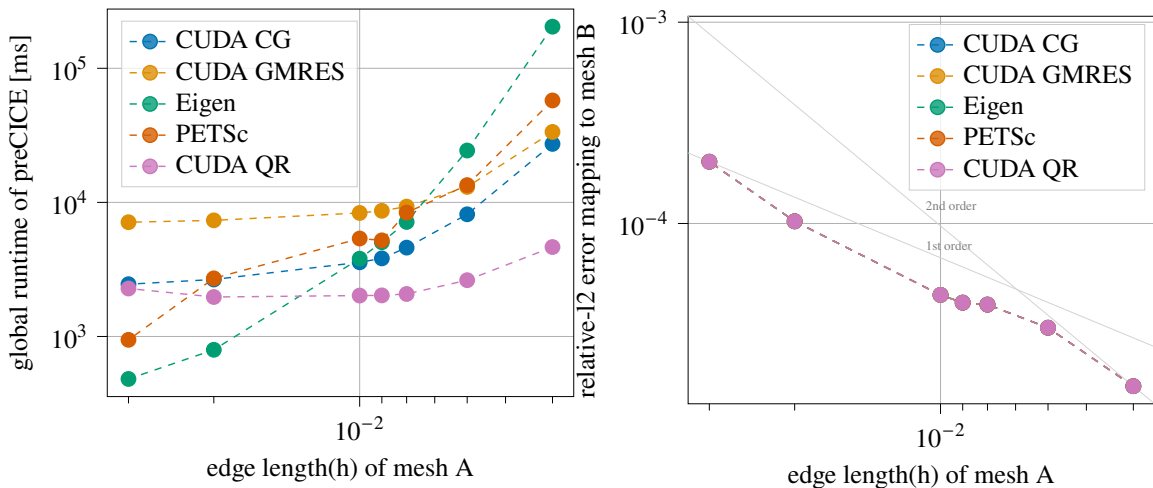 global runtime of preCICE [ms]
10^5
10^4
10^3
CUDA CG
CUDA GMRES
Eigen
PETSc
CUDA QR
10^−2
edge length(h) of mesh A
relative-l2 error mapping to mesh B
10^−3
10^−4
CUDA CG
CUDA GMRES
Eigen
PETSc
CUDA QR
2nd order
1st order
10^−2
edge length(h) of mesh A